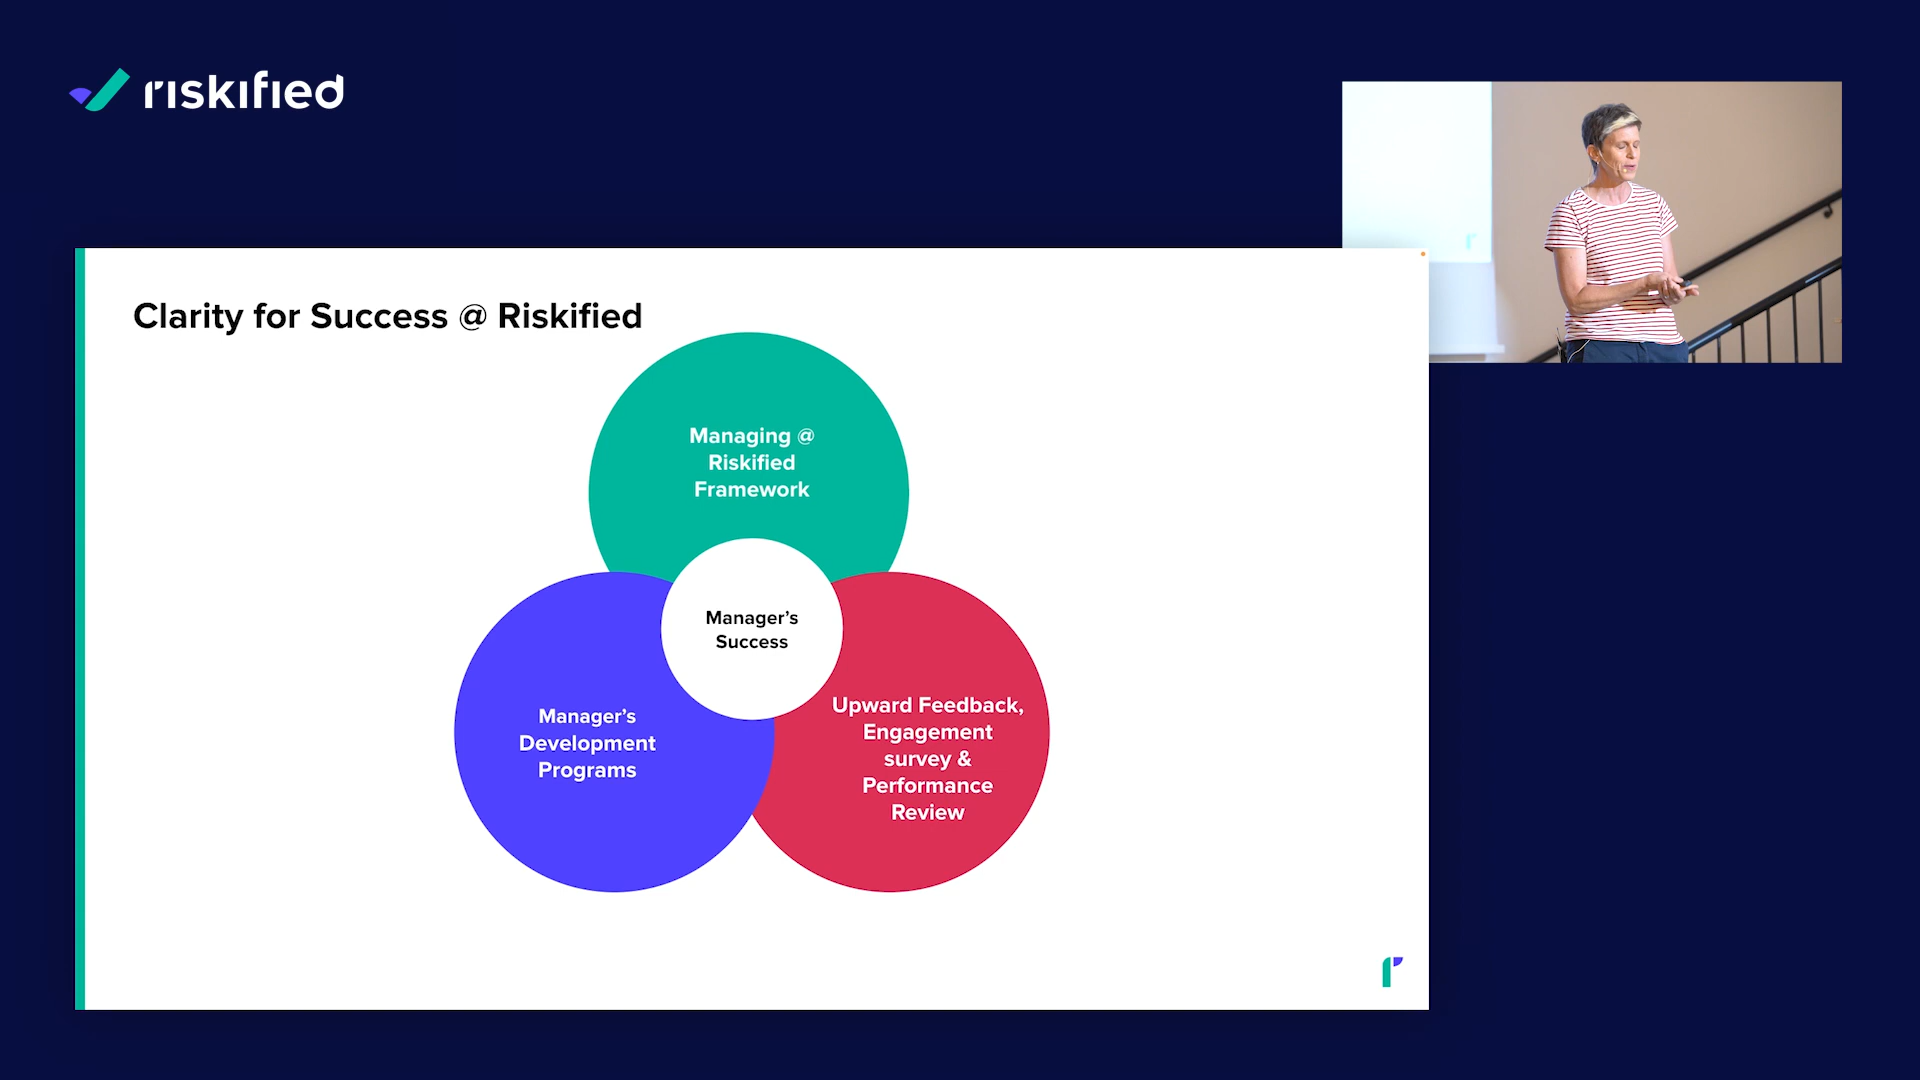 riskified
Clarity for Success @ Riskified
Managing @
Riskified
Framework
Manager’s
Success
Manager’s
Development
Programs
Upward Feedback,
Engagement
survey &
Performance
Review